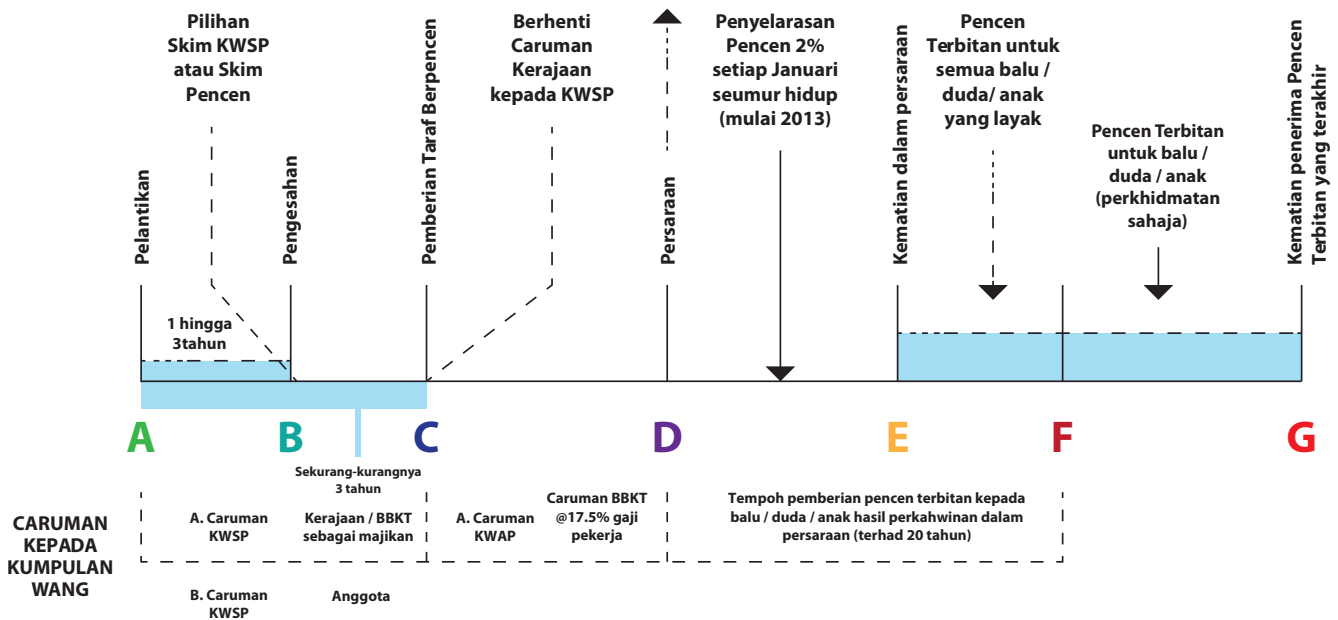 Pilihan
Skim KWSP
atau Skim
Pencen
Berhenti
Caruman
Kerajaan
kepada KWSP
Penyelarasan
Pencen 2%
setiap Januari
seumur hidup
(mulai 2013)
Pencen
Terbitan untuk
semua balu /
duda/ anak
yang layak
Pencen Terbitan
untuk balu /
duda / anak
(perkhidmatan
sahaja)
Pelantikan
Pengesahan
Pemberian Taraf Berpencen
Persaraan
Kematian dalam persaraan
Kematian penerima Pencen
Terbitan yang terakhir
1 hingga
3tahun
A
B
C
D
E
F
G
Sekurang-kurangnya
3 tahun
CARUMAN
KEPADA
KUMPULAN
WANG
A. Caruman
KWSP
Kerajaan / BBKT
sebagai majikan
A. Caruman
KWAP
Caruman BBKT
@17.5% gaji
pekerja
Tempoh pemberian pencen terbitan kepada
balu / duda / anak hasil perkahwinan dalam
persaraan (terhad 20 tahun)
B. Caruman
KWSP
Anggota